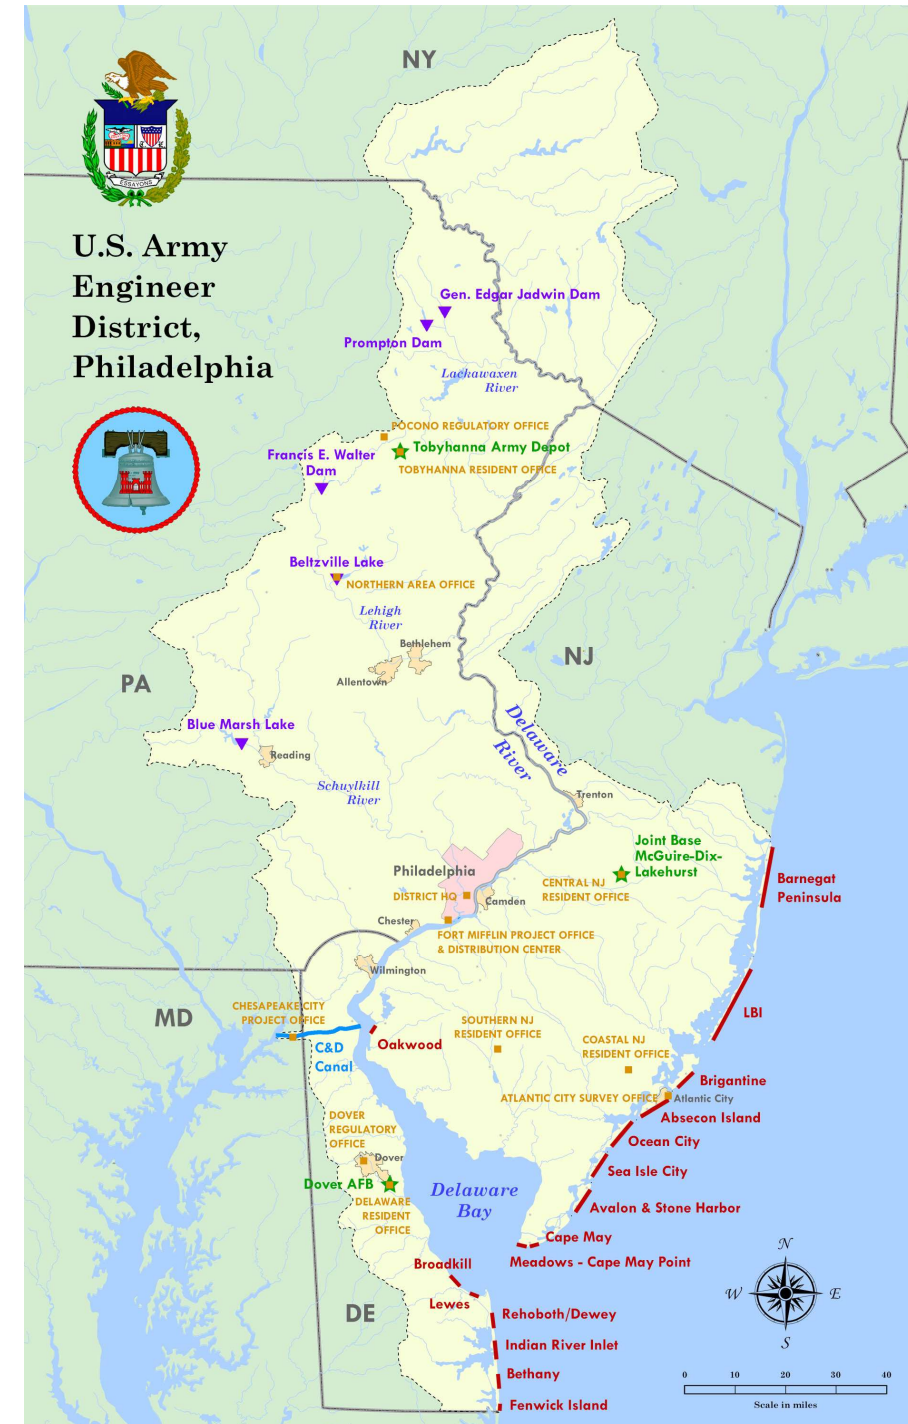 NY
ESSAYONS
U.S. Army
Engineer
District,
Philadelphia
Gen. Edgar Jadwin Dam
Prompton Dam
Lackawaxen
River
POCONO REGULATORY OFFICE
Tobyhanna Army Depot
TOBYHANNA RESIDENT OFFICE
Francis E. Walter
Dam
Beltzville Lake
NORTHERN AREA OFFICE
Lehigh
River
Bethlehem
Allentown
NJ
PA
Blue Marsh Lake
Reading
Delaware
River
Schuylkill
River
Trenton
Joint Base
McGuire-Dix-
Lakehurst
CENTRAL NJ
RESIDENT OFFICE
Barnegat
Peninsula
Philadelphia
DISTRICT HQ
Camden
Chester
FORT MIFFLIN PROJECT OFFICE
& DISTRIBUTION CENTER
Wilmington
MD
CHESAPEAKE CITY
PROJECT OFFICE
C&D
Canal
Oakwood
SOUTHERN NJ
RESIDENT OFFICE
COASTAL NJ
RESIDENT OFFICE
LBI
Brigantine
ATLANTIC CITY SURVEY OFFICE
Atlantic City
Absecon Island
Ocean City
Sea Isle City
Avalon & Stone Harbor
DOVER
REGULATORY
OFFICE
Dover
Dover AFB
DELAWARE
RESIDENT
OFFICE
Delaware
Bay
Cape May
Meadows - Cape May Point
Broadkill
Lewes
DE
Rehoboth/Dewey
Indian River Inlet
Bethany
Fenwick Island
N
W
E
S
0 10 20 30 40
Scale in miles